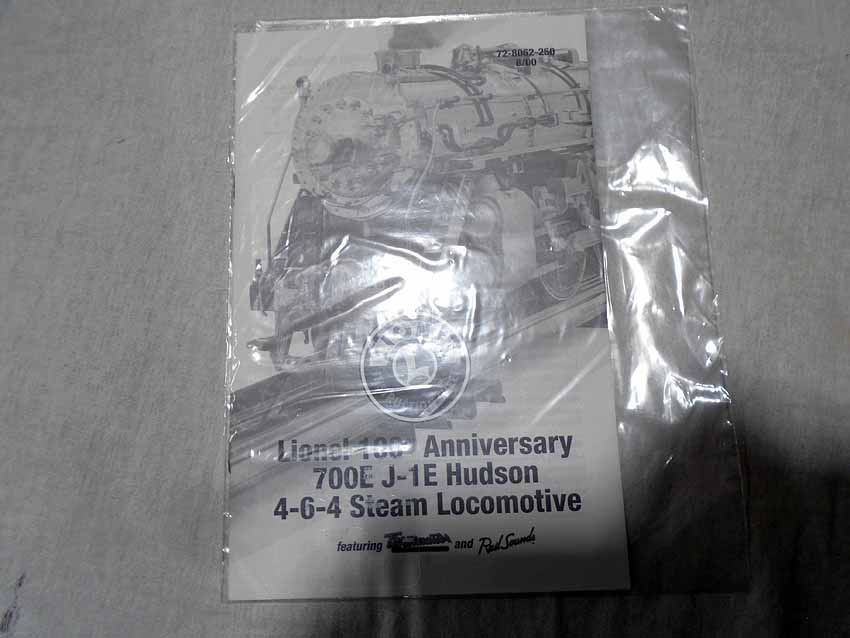 72-8062-250
8/00
Lionel 100th Anniversary
700E J-1E Hudson
4-6-4 Steam Locomotive
featuring and RailSounds